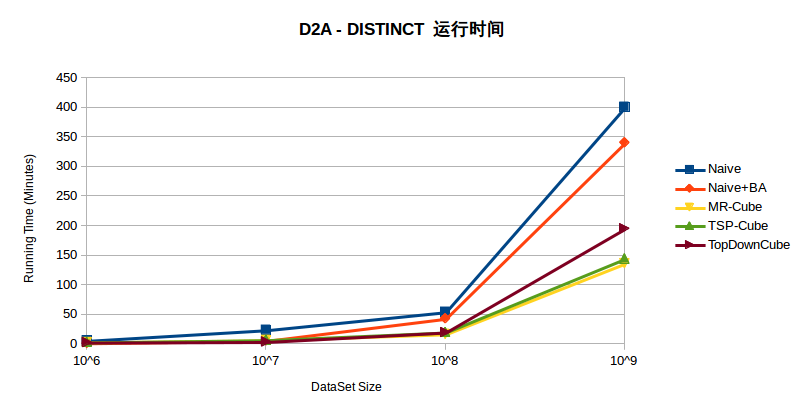 D2A - DISTINCT 运行时间
450
400
350
300
250
200
150
100
50
0
Running Time (Minutes)
10^6
10^7
10^8
10^9
DataSet Size
Naive
Naive+BA
MR-Cube
TSP-Cube
TopDownCube